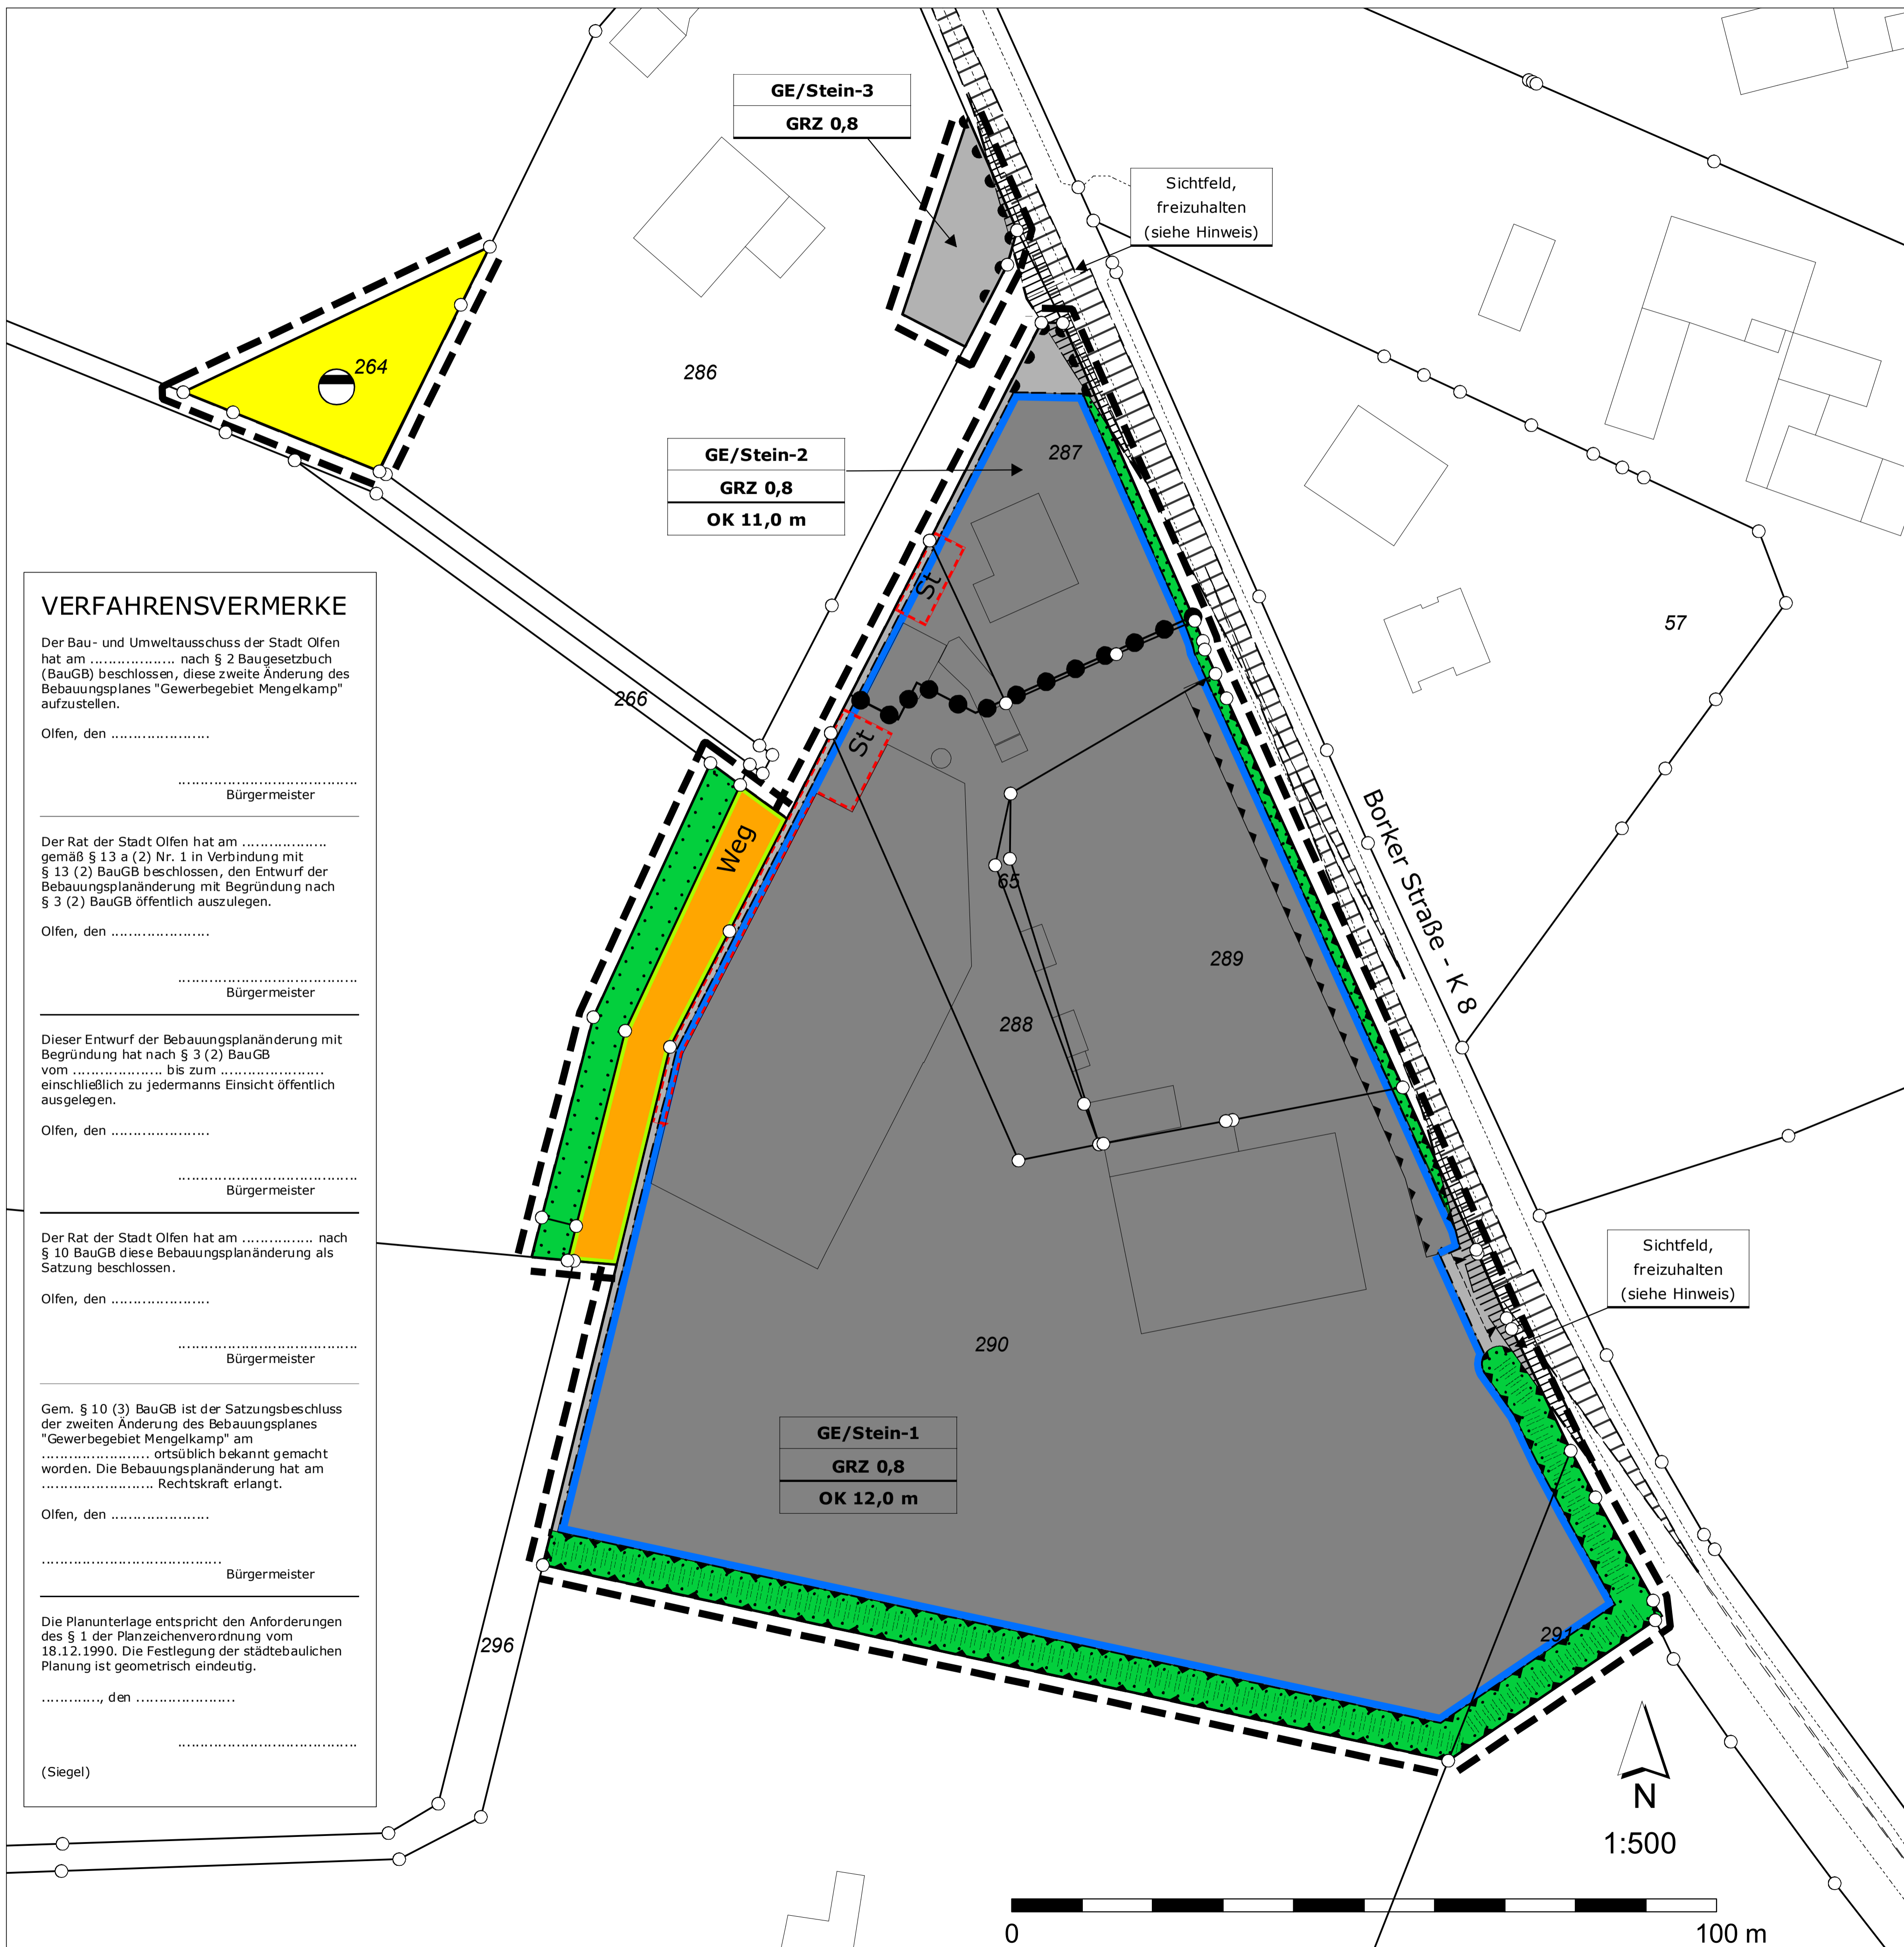 GE/Stein-3
GRZ 0,8
Sichtfeld,
freizuhalten
(siehe Hinweis)
264
286
GE/Stein-2
GRZ 0,8
OK 11,0 m
287
St
57
266
St
Weg
65
Borker Straße - K 8
289
288
Sichtfeld,
freizuhalten
(siehe Hinweis)
290
GE/Stein-1
GRZ 0,8
OK 12,0 m
291
296
N
1:500
0
100 m
VERFAHRENSVERMERKE
Der Bau- und Umweltausschuss der Stadt Olfen
hat am ................... nach § 2 Baugesetzbuch
(BauGB) beschlossen, diese zweite Änderung des
Bebauungsplanes "Gewerbegebiet Mengelkamp"
aufzustellen.
Olfen, den ......................
........................................
Bürgermeister
Der Rat der Stadt Olfen hat am ...................
gemäß § 13 a (2) Nr. 1 in Verbindung mit
§ 13 (2) BauGB beschlossen, den Entwurf der
Bebauungsplanänderung mit Begründung nach
§ 3 (2) BauGB öffentlich auszulegen.
Olfen, den ......................
........................................
Bürgermeister
Dieser Entwurf der Bebauungsplanänderung mit
Begründung hat nach § 3 (2) BauGB
vom .................... bis zum .......................
einschließlich zu jedermanns Einsicht öffentlich
ausgelegen.
Olfen, den ......................
........................................
Bürgermeister
Der Rat der Stadt Olfen hat am ................ nach
§ 10 BauGB diese Bebauungsplanänderung als
Satzung beschlossen.
Olfen, den ......................
........................................
Bürgermeister
Gem. § 10 (3) BauGB ist der Satzungsbeschluss
der zweiten Änderung des Bebauungsplanes
"Gewerbegebiet Mengelkamp" am
........................ ortsüblich bekannt gemacht
worden. Die Bebauungsplanänderung hat am
......................... Rechtskraft erlangt.
Olfen, den ......................
........................................
Bürgermeister
Die Planunterlage entspricht den Anforderungen
des § 1 der Planzeichenverordnung vom
18.12.1990. Die Festlegung der städtebaulichen
Planung ist geometrisch eindeutig.
............., den ......................
........................................
(Siegel)